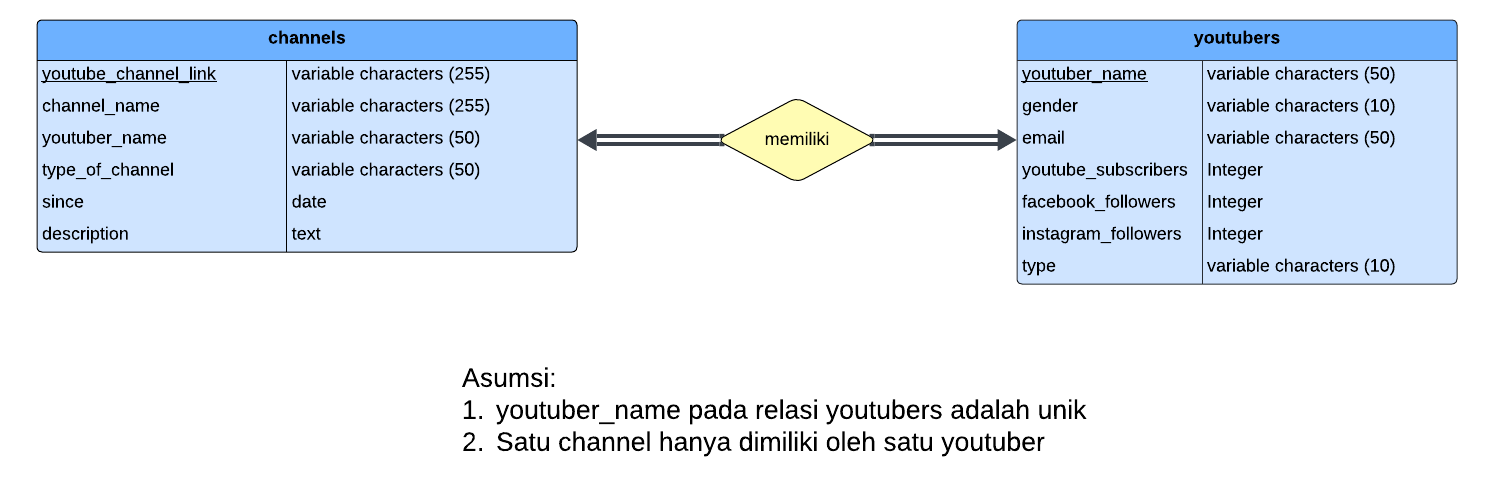 channels
youtube_channel_link variable characters (255)
channel_name variable characters (255)
youtuber_name variable characters (50)
type_of_channel variable characters (50)
since date
description text
memiliki
youtubers
youtuber_name variable characters (50)
gender variable characters (10)
email variable characters (50)
youtube_subscribers Integer
facebook_followers Integer
instagram_followers Integer
type variable characters (10)
Asumsi:
1. youtuber_name pada relasi youtubers adalah unik
2. Satu channel hanya dimiliki oleh satu youtuber